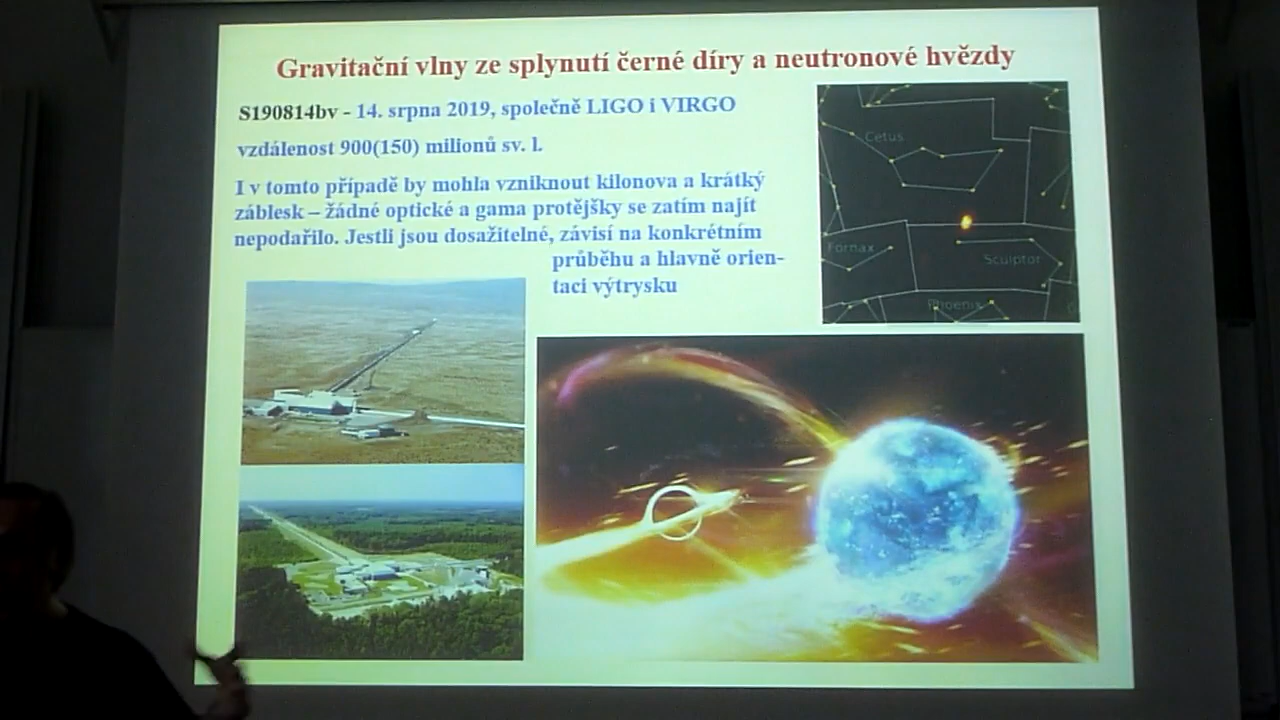 Gravitační vlny ze splynutí černé díry a neutronové hvězdy
S190814bv - 14. srpna 2019, společně LIGO i VIRGO
vzdálenost 900(150) milionů sv. l.
I v tomto případě by mohla vzniknout kilonova a krátký
záblesk – žádné optické a gama protějšky se zatím najít
nepodařilo. Jestli jsou dosažitelné, závisí na konkrétním
průběhu a hlavně orien-
taci výtrysku
Cetus
Fornax
Sculptor
Phoenix